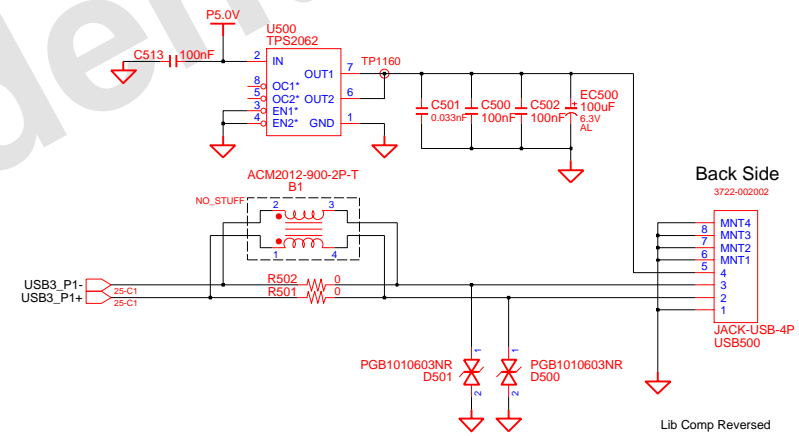 P5.0V
C513
100nF
U500
TPS2062
2
IN
OUT1
7
TP1160
8
OC1*
5
OC2*
OUT2
6
3
EN1*
4
EN2*
GND
1
C501
0.033nF
C500
100nF
C502
100nF
EC500
100uF
6.3V
AL
ACM2012-900-2P-T
B1
NO_STUFF
2
3
1
4
Back Side
3722-002002
MNT4
8
MNT3
7
MNT2
6
MNT1
5
4
3
2
1
JACK-USB-4P
USB500
USB3_P1-
25-C1
USB3_P1+
25-C1
R502
0
R501
0
PGB1010603NR
D501
1
2
1
2
PGB1010603NR
D500
Lib Comp Reversed